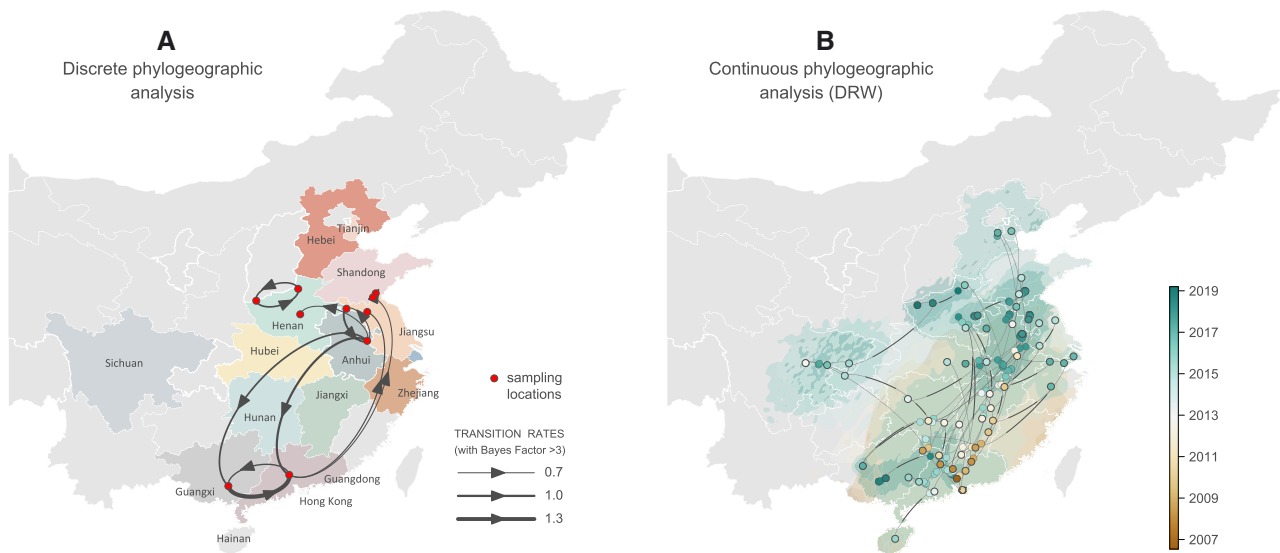 A
Discrete phylogeographic
analysis
Tianjin
Hebei
Shandong
Henan
Jiangsu
Hubei
Anhui
Sichuan
Zhejiang
Jiangxi
Hunan
Guangdong
Guangxi
Hong Kong
Hainan
sampling
locations
TRANSITION RATES
(with Bayes Factor >3)
0.7
1.0
1.3
B
Continuous phylogeographic
analysis (DRW)
2019
2017
2015
2013
2011
2009
2007